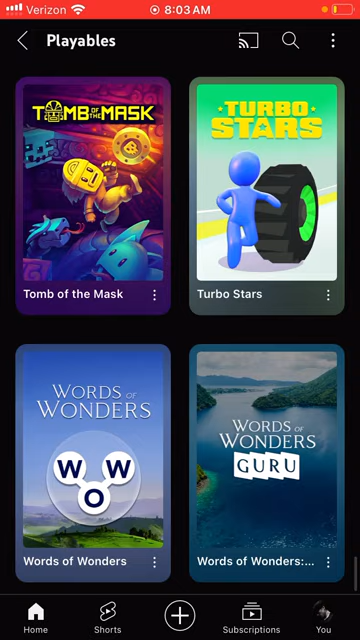 Verizon
8:03 AM
Playables
TOMB OF THE MASK
TURBO
STARS
Tomb of the Mask
Turbo Stars
WORDS OF
WONDERS
W W
O
WORDS OF
WONDERS
GURU
Words of Wonders
Words of Wonders:...
Home
Shorts
Subscriptions
You